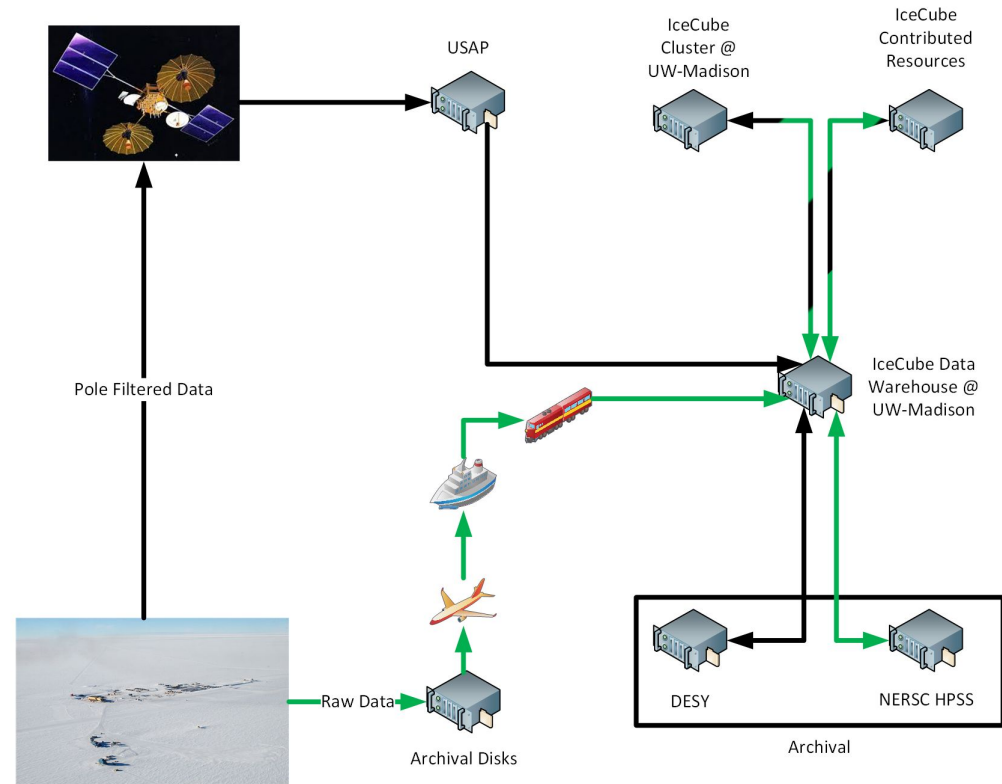 USAP
IceCube
Cluster @
UW-Madison
IceCube
Contributed
Resources
Pole Filtered Data
IceCube Data
Warehouse @
UW-Madison
Raw Data
Archival Disks
DESY
NERSC HPSS
Archival